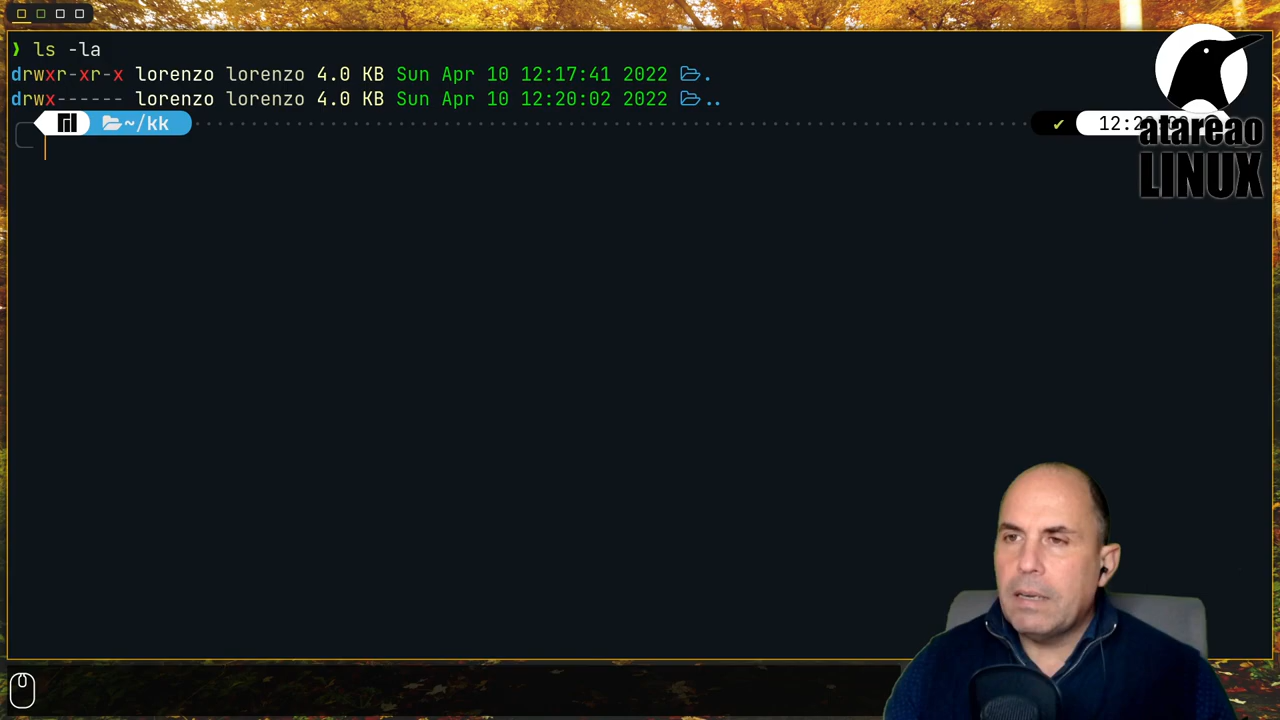 ❯ ls -la
drwxr-xr-x lorenzo lorenzo 4.0 KB Sun Apr 10 12:17:41 2022 .
drwx------ lorenzo lorenzo 4.0 KB Sun Apr 10 12:20:02 2022 ..
~/kk ✔
atareao
LINUX